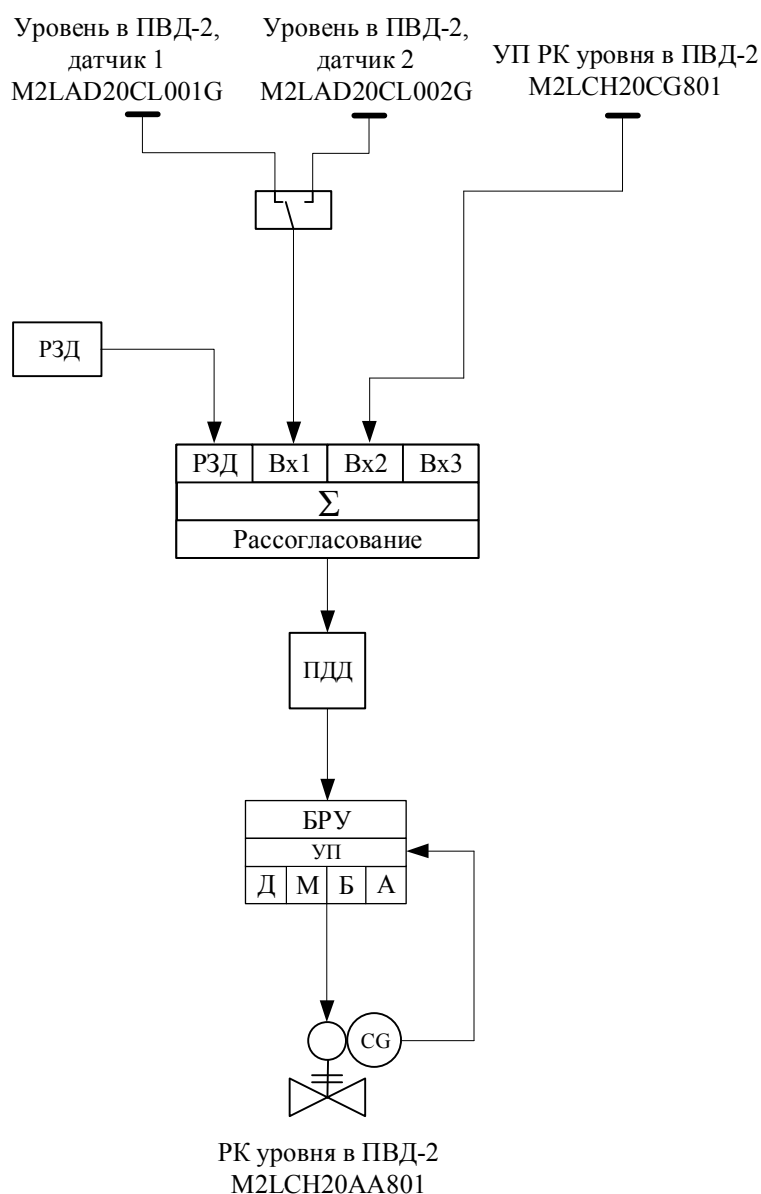 Уровень в ПВД-2,
датчик 1
M2LAD20CL001G
Уровень в ПВД-2,
датчик 2
M2LAD20CL002G
УП РК уровня в ПВД-2
M2LCH20CG801
РЗД
РЗД Вх1 Вх2 Вх3
Σ
Рассогласование
ПДД
БРУ
УП
Д М Б А
CG
РК уровня в ПВД-2
M2LCH20AA801